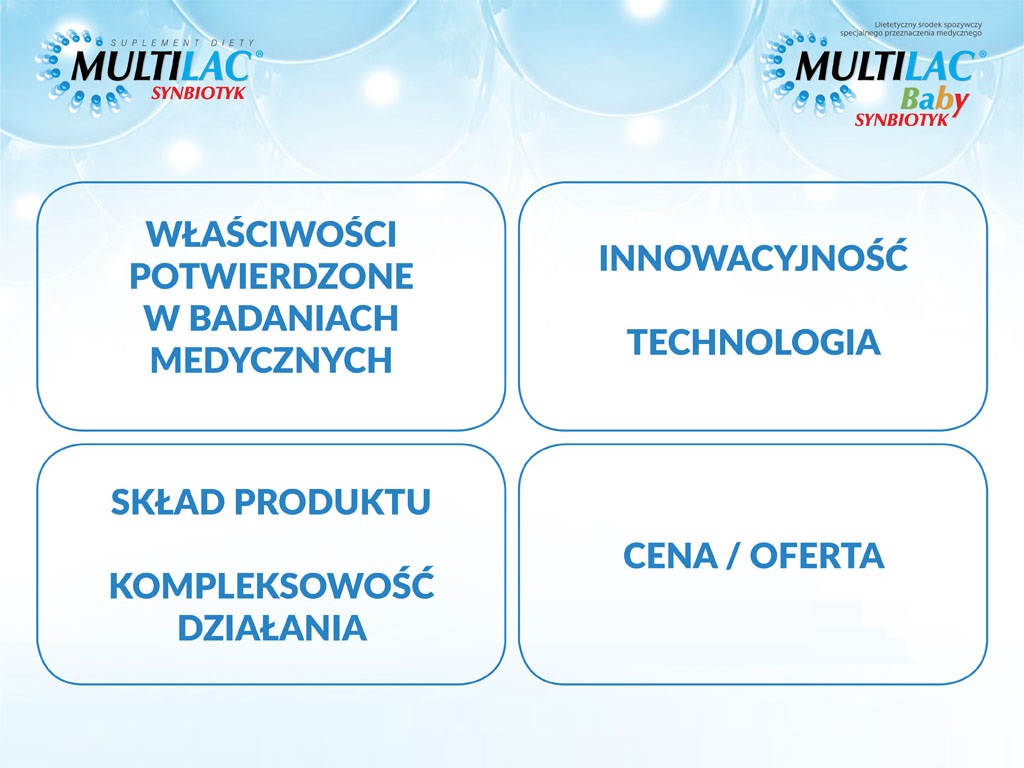 SUPLEMENT DIETY
MULTILAC®
SYNBIOTYK
Dietetyczny środek spożywczy
specjalnego przeznaczenia medycznego
MULTILAC®
Baby
SYNBIOTYK
WŁAŚCIWOŚCI
POTWIERDZONE
W BADANIACH
MEDYCZNYCH
INNOWACYJNOŚĆ
TECHNOLOGIA
SKŁAD PRODUKTU
KOMPLEKSOWOŚĆ
DZIAŁANIA
CENA / OFERTA